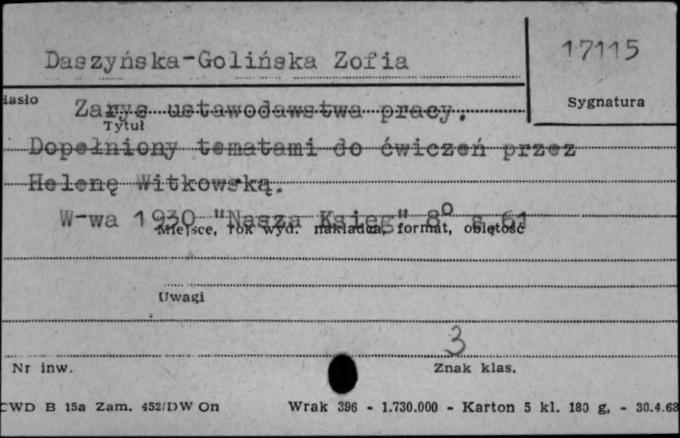 Daszyńska-Golińska Zofia
17115
Sygnatura
iasło
Zarys ustawodawstwa pracy.
Tytuł
Dopełniony tematami do ćwiczeń przez
Helenę Witkowską.
W-wa 1930 "Nasza Księg" 8° s 61
Miejsce, rok wyd. nakładca, format, objętość
Uwagi
3
Nr inw.
Znak klas.
CWD B 15a Zam. 452/DW On
Wrak 396 - 1.730.000 - Karton 5 kl. 180 g. - 30.4.68